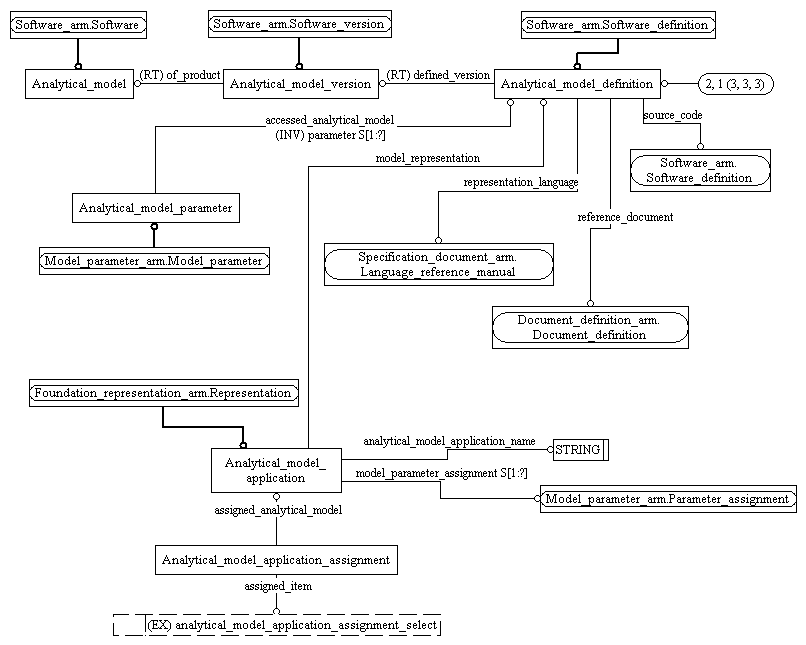 Software_arm.Software
Software_arm.Software_version
Software_arm.Software_definition
Analytical_model
(RT) of_product
Analytical_model_version
(RT) defined_version
Analytical_model_definition
2, 1 (3, 3, 3)
accessed_analytical_model
(INV) parameter S[1:?]
source_code
model_representation
Software_arm.
Software_definition
representation_language
Analytical_model_parameter
reference_document
Model_parameter_arm.Model_parameter
Specification_document_arm.
Language_reference_manual
Document_definition_arm.
Document_definition
Foundation_representation_arm.Representation
analytical_model_application_name
STRING
Analytical_model_
application
model_parameter_assignment S[1:?]
Model_parameter_arm.Parameter_assignment
assigned_analytical_model
Analytical_model_application_assignment
assigned_item
(EX) analytical_model_application_assignment_select